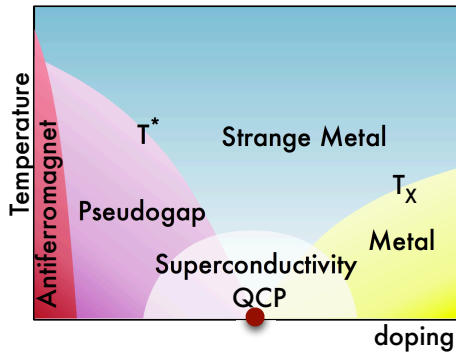 Temperature
Antiferromagnet
T*
Strange Metal
Pseudogap
Tx
Metal
Superconductivity
QCP
doping